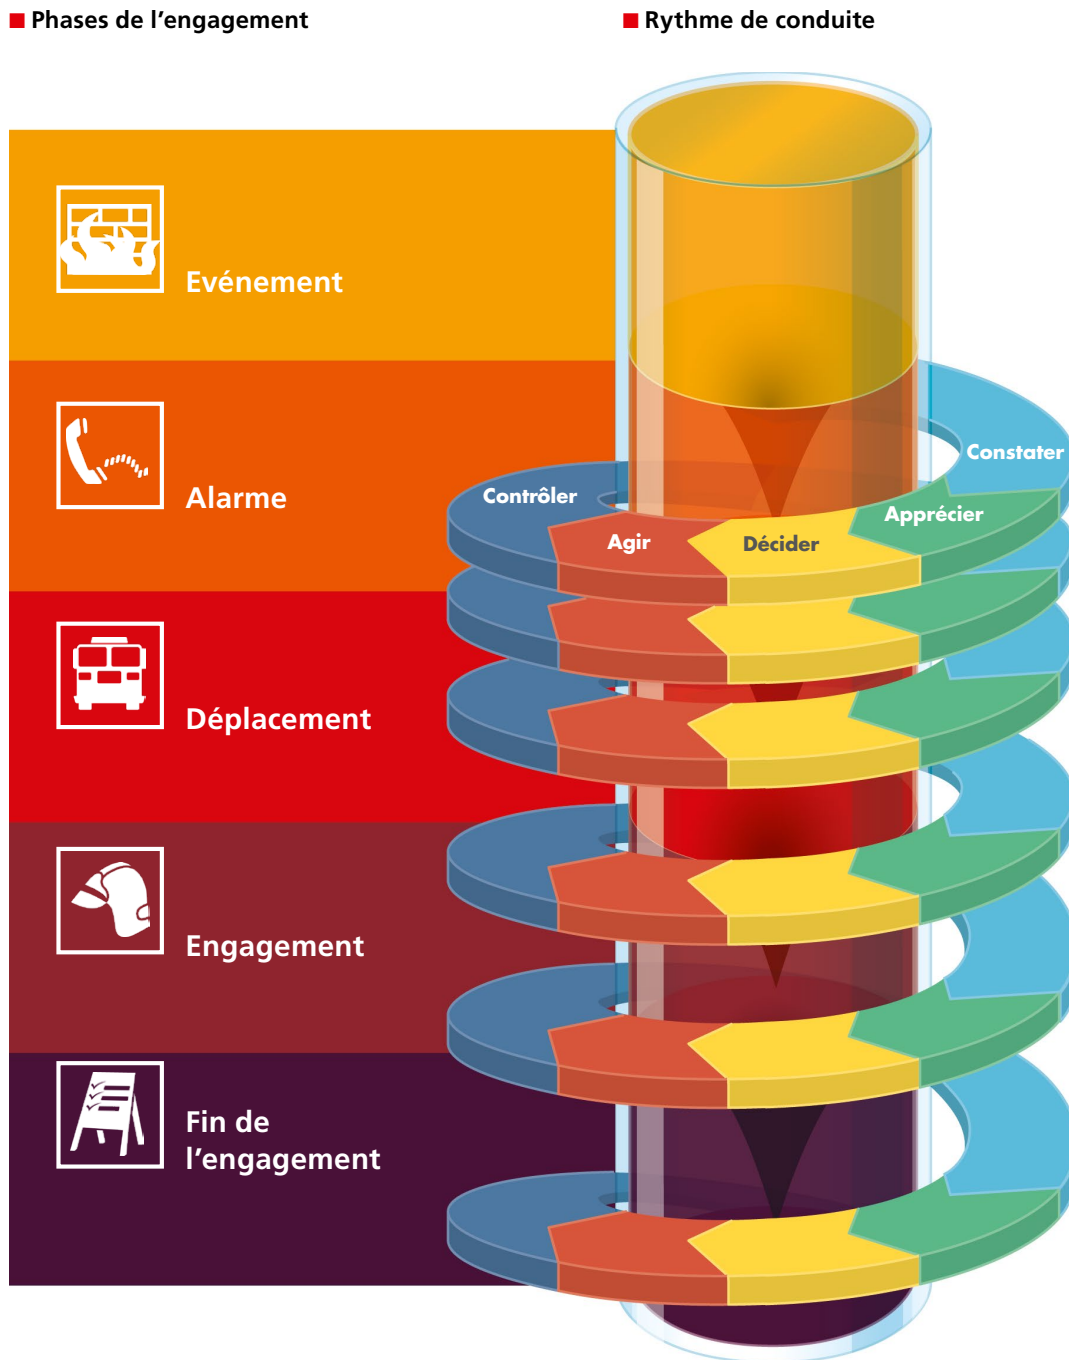 Phases de l'engagement
Rythme de conduite
Evénement
Alarme
Déplacement
Engagement
Fin de
l'engagement
Constater
Apprécier
Décider
Agir
Contrôler